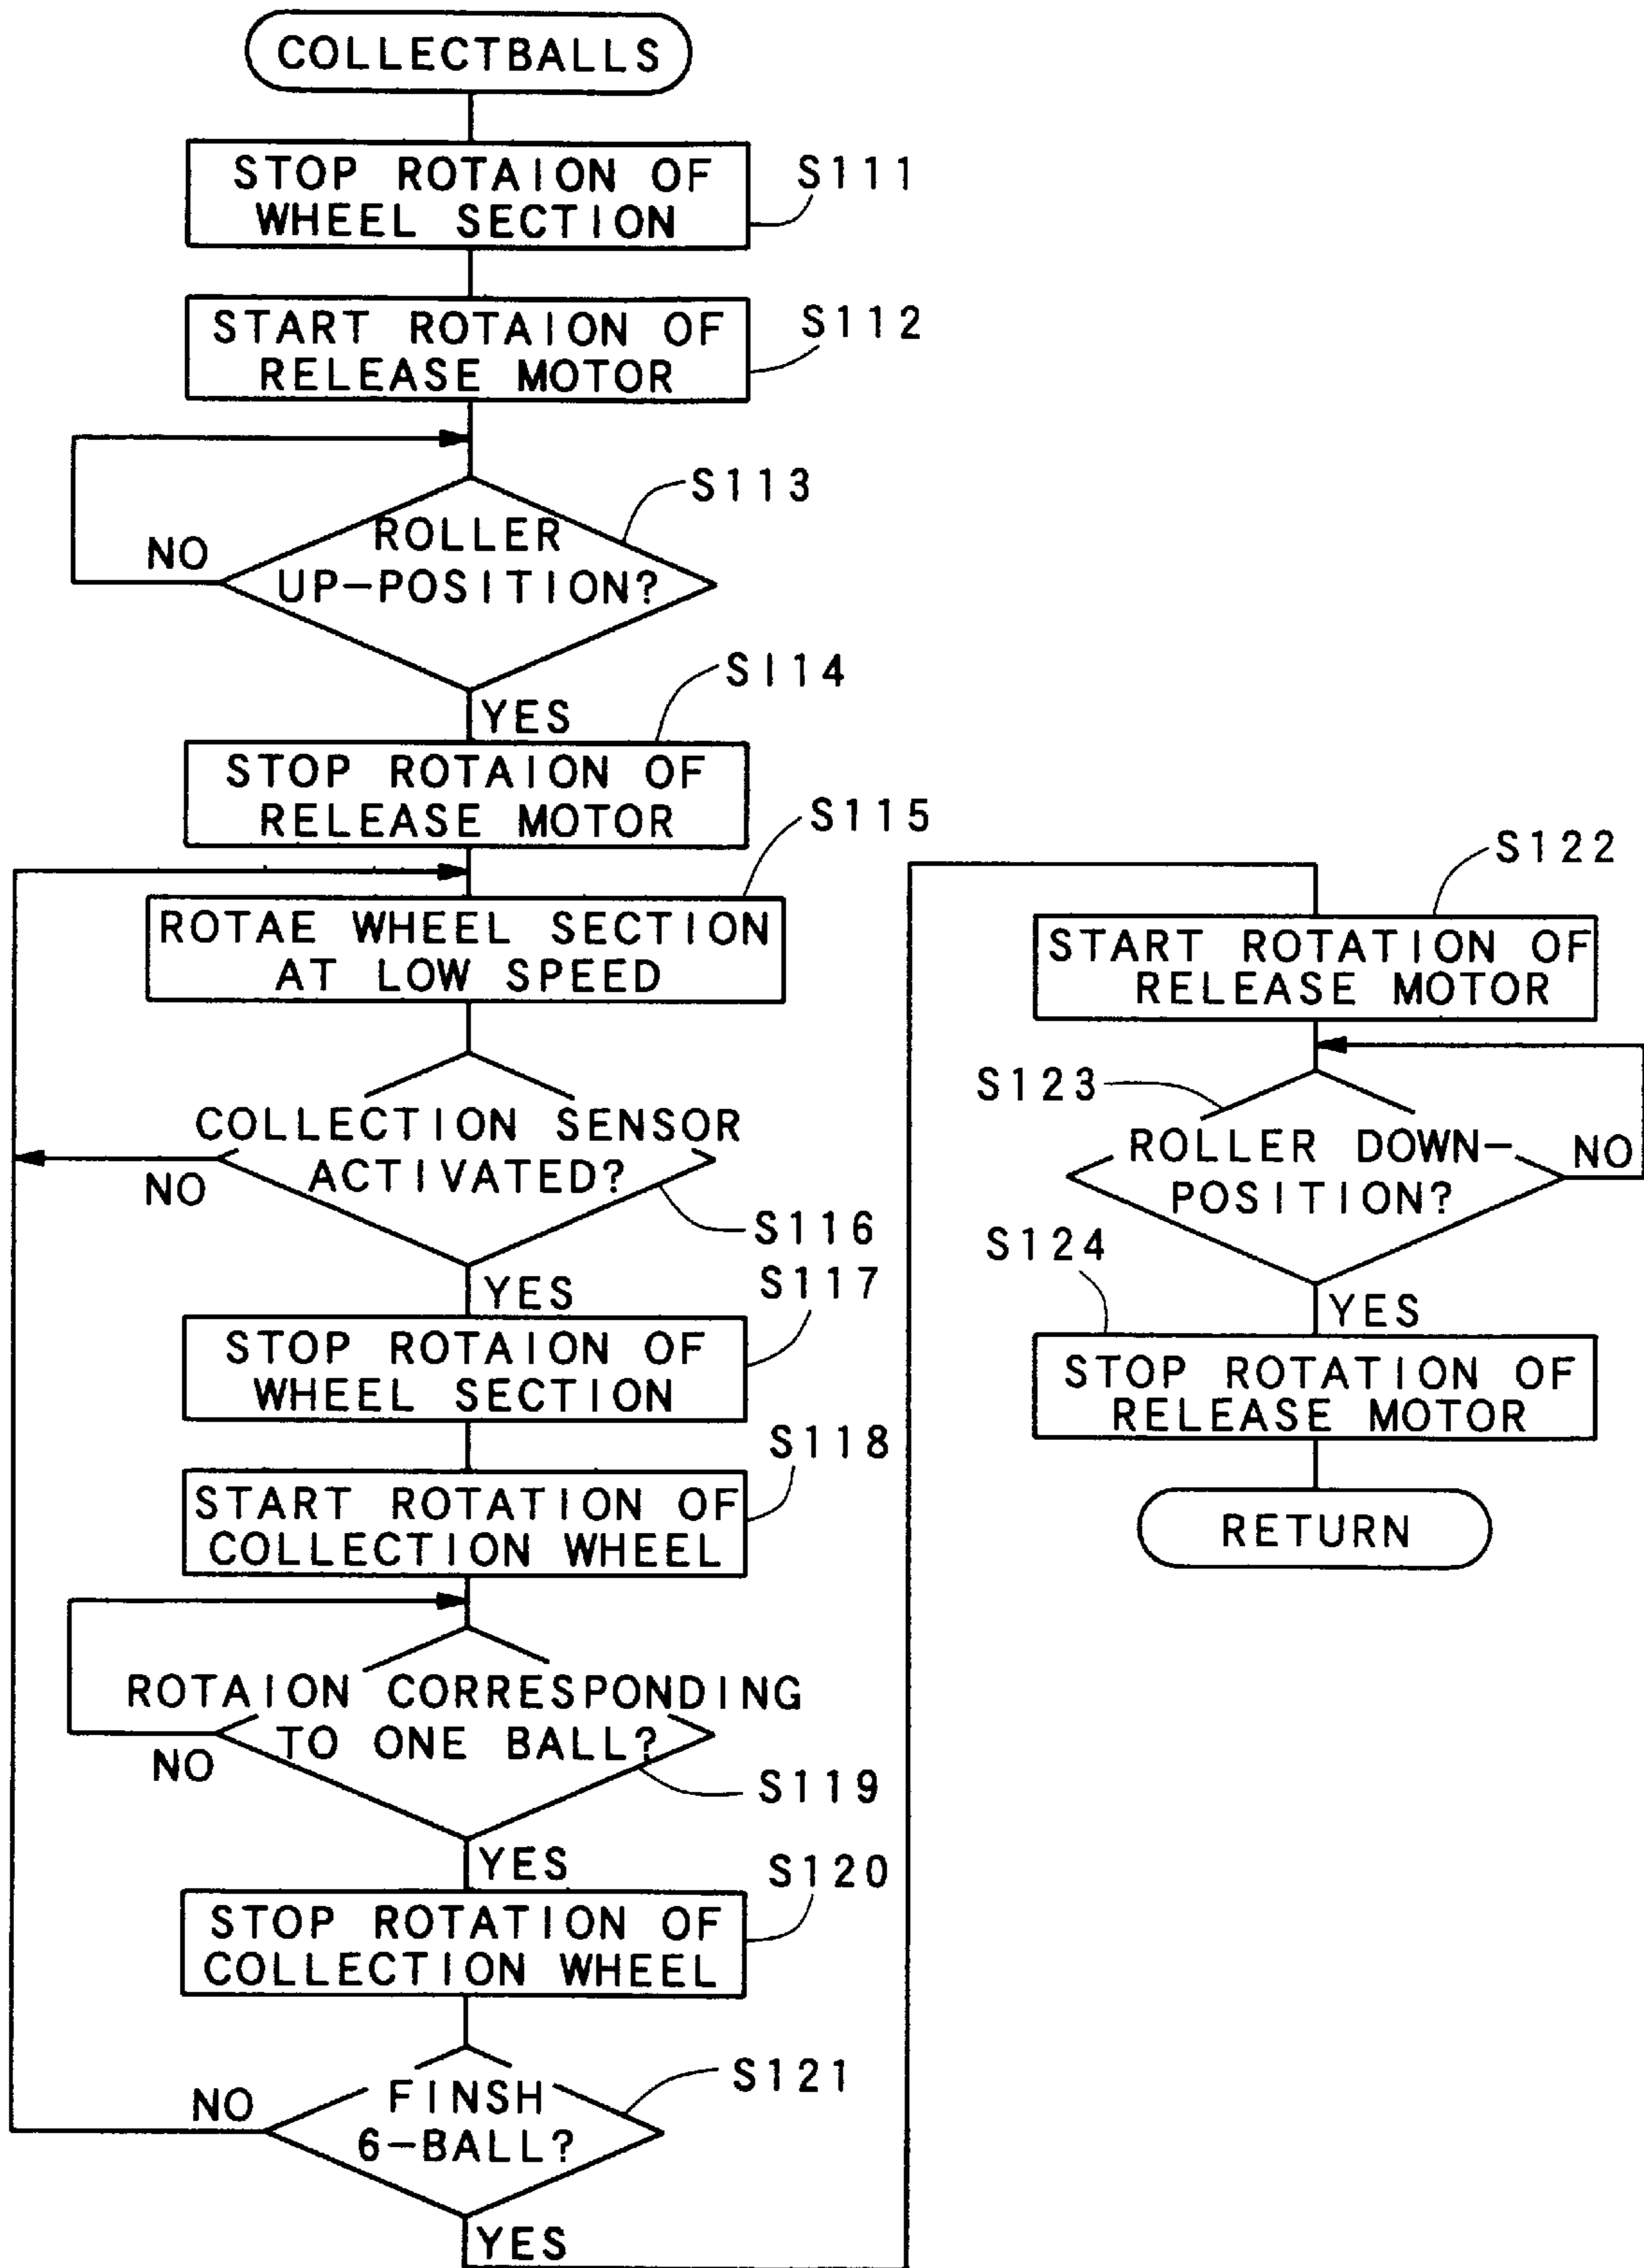 COLLECTBALLS
STOP ROTAION OF
WHEEL SECTION
S111
START ROTAION OF
RELEASE MOTOR
S112
S113
ROLLER
UP-POSITION?
NO
YES
S114
STOP ROTAION OF
RELEASE MOTOR
S115
ROTAE WHEEL SECTION
AT LOW SPEED
COLLECTION SENSOR
ACTIVATED?
NO
S116
YES
S117
STOP ROTAION OF
WHEEL SECTION
S118
START ROTATION OF
COLLECTION WHEEL
ROTAION CORRESPONDING
TO ONE BALL?
NO
S119
YES
S120
STOP ROTATION OF
COLLECTION WHEEL
S121
FINSH
6-BALL?
NO
YES
S122
START ROTATION OF
RELEASE MOTOR
S123
ROLLER DOWN-
POSITION?
NO
S124
YES
STOP ROTATION OF
RELEASE MOTOR
RETURN